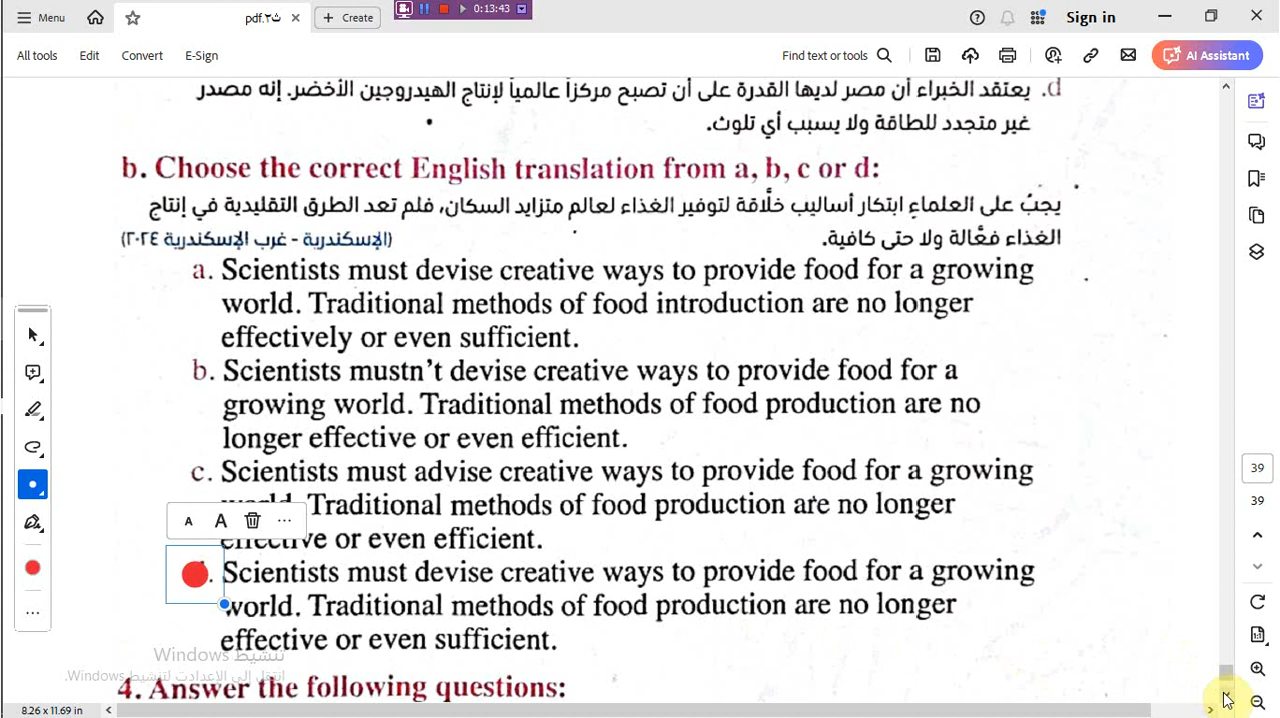 Menu
ث٢.pdf
Create
0:13:43
Sign in
All tools
Edit
Convert
E-Sign
Find text or tools
AI Assistant
d. يعتقد الخبراء أن مصر لديها القدرة على أن تصبح مركزاً عالمياً لإنتاج الهيدروجين الأخضر. إنه مصدر
غير متجدد للطاقة ولا يسبب أي تلوث.
b. Choose the correct English translation from a, b, c or d:
يجبُ على العلماءِ ابتكار أساليب خلَّاقة لتوفير الغذاء لعالمٍ متزايد السكان، فلم تعد الطرق التقليدية في إنتاج
الغذاء فعَّالة ولا حتى كافية. (الإسكندرية - غرب الإسكندرية ٢٠٢٤)
a. Scientists must devise creative ways to provide food for a growing
world. Traditional methods of food introduction are no longer
effectively or even sufficient.
b. Scientists mustn't devise creative ways to provide food for a
growing world. Traditional methods of food production are no
longer effective or even efficient.
c. Scientists must advise creative ways to provide food for a growing
Traditional methods of food production are no longer
effective or even efficient.
Scientists must devise creative ways to provide food for a growing
world. Traditional methods of food production are no longer
effective or even sufficient.
تنشيط Windows
انتقل إلى الإعدادات لتنشيط Windows.
4. Answer the following questions:
39
39
8.26 x 11.69 in